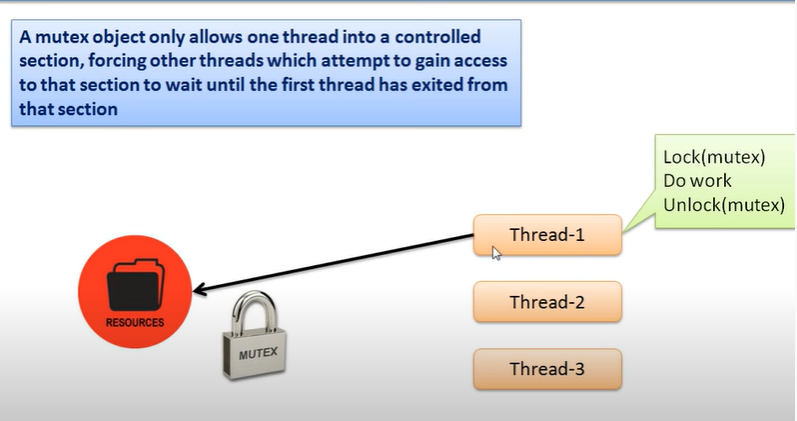 A mutex object only allows one thread into a controlled
section, forcing other threads which attempt to gain access
to that section to wait until the first thread has exited from
that section
Lock(mutex)
Do work
Unlock(mutex)
Thread-1
RESOURCES
Thread-2
MUTEX
Thread-3